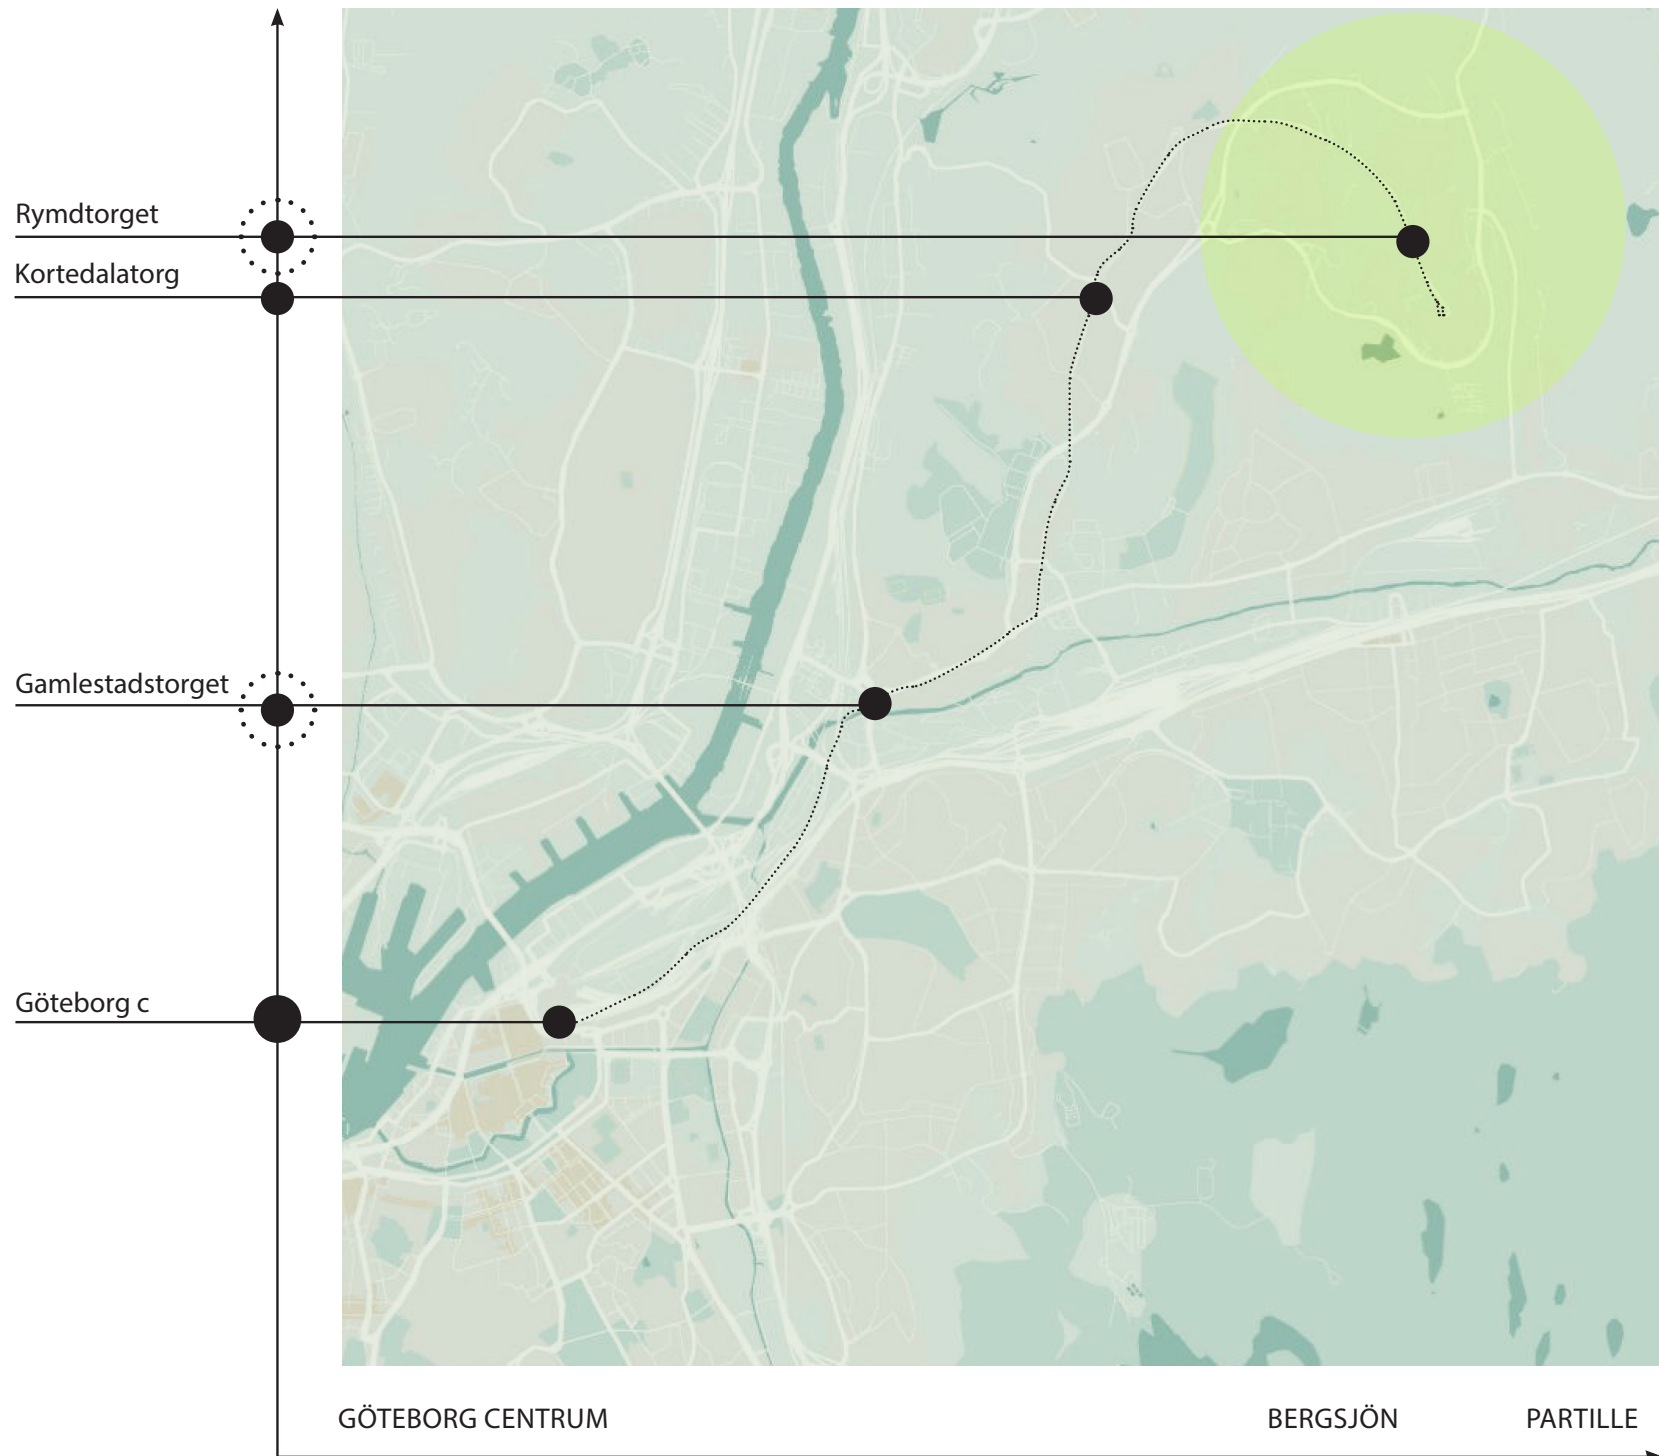 Rymdtorget
Kortedalatorg
Gamlestadstorget
Göteborg c
GÖTEBORG CENTRUM
BERGSJÖN
PARTILLE